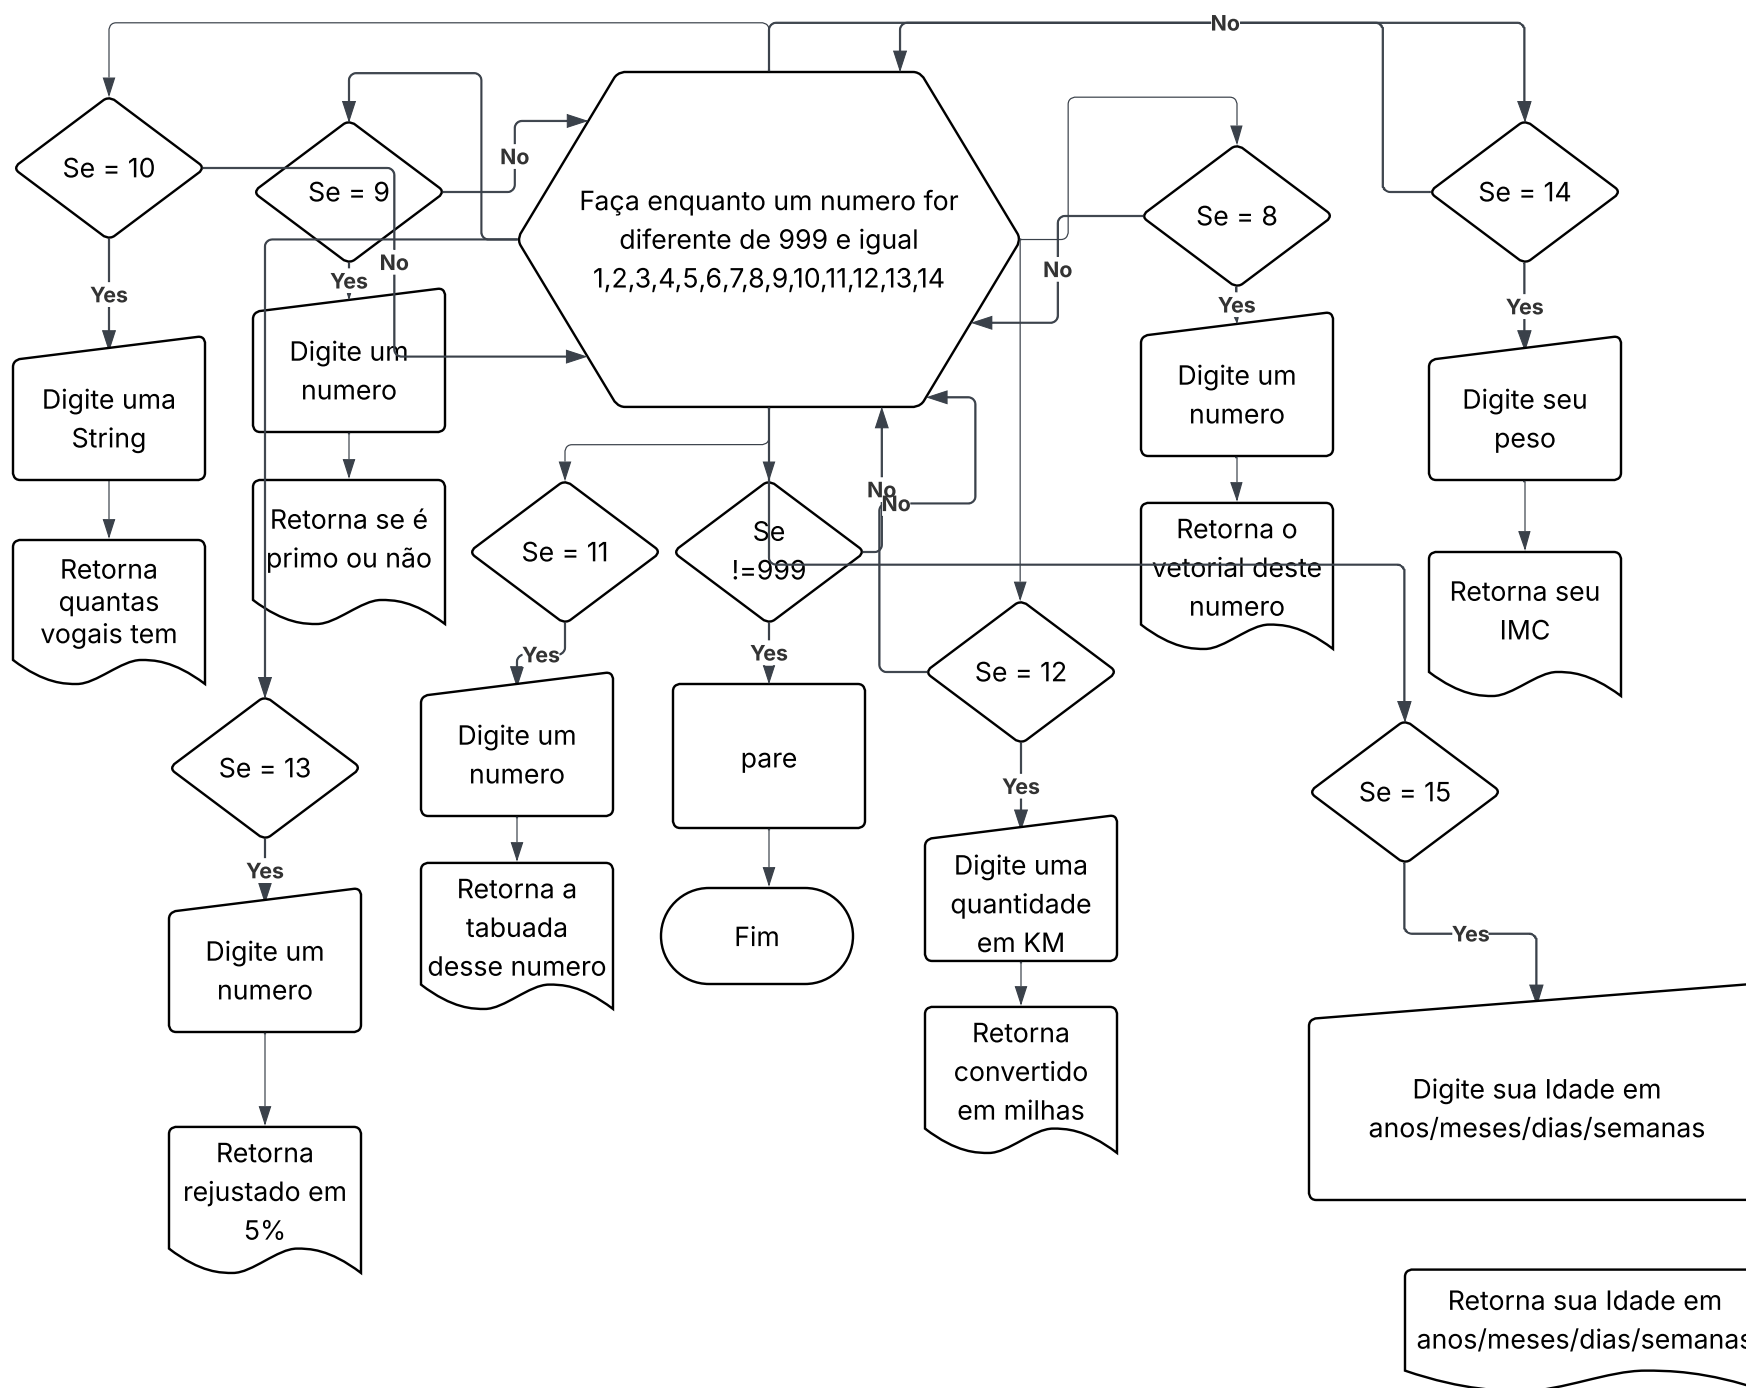 No
Se = 10
Se = 9
No
Faça enquanto um numero for
diferente de 999 e igual
1,2,3,4,5,6,7,8,9,10,11,12,13,14
Se = 8
Se = 14
No
No
Yes
Yes
Yes
Yes
Digite uma
String
Digite um
numero
Digite um
numero
Digite seu
peso
Retorna
quantas
vogais tem
Retorna se é
primo ou não
Se = 11
Se
!=999
No
No
Retorna o
vetorial deste
numero
Retorna seu
IMC
Yes
Yes
Se = 12
Se = 13
Digite um
numero
pare
Yes
Se = 15
Yes
Digite um
numero
Retorna a
tabuada
desse numero
Fim
Digite uma
quantidade
em KM
Yes
Retorna
convertido
em milhas
Digite sua Idade em
anos/meses/dias/semanas
Retorna
rejustado em
5%
Retorna sua Idade em
anos/meses/dias/semanas